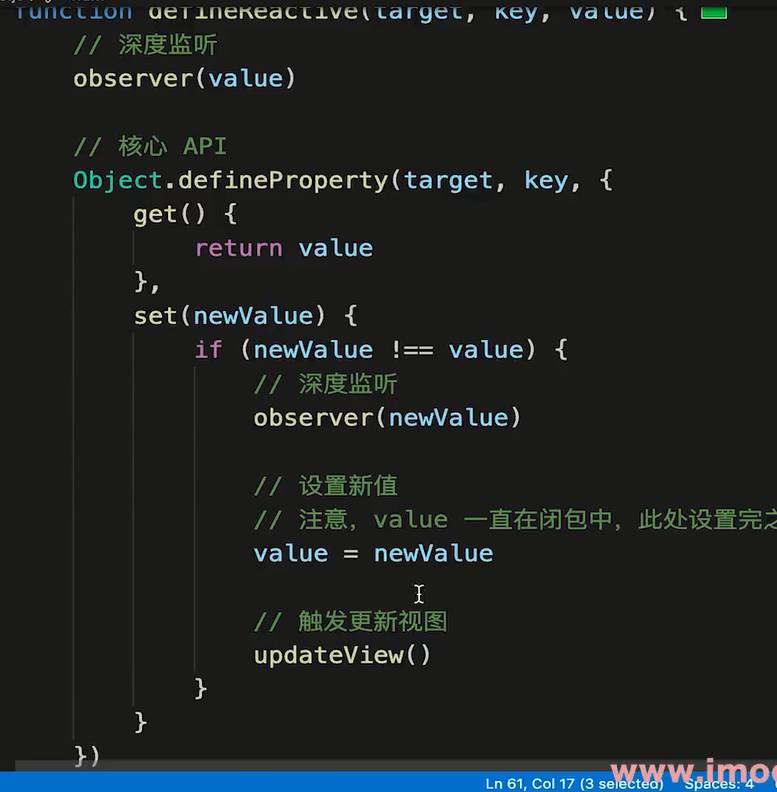 function defineReactive(target, key, value) {
// 深度监听
observer(value)
// 核心 API
Object.defineProperty(target, key, {
get() {
return value
},
set(newValue) {
if (newValue !== value) {
// 深度监听
observer(newValue)
// 设置新值
// 注意，value 一直在闭包中，此处设置完之
value = newValue
// 触发更新视图
updateView()
}
}
})
www.imoo
Ln 61, Col 17 (3 selected) Spaces: 4